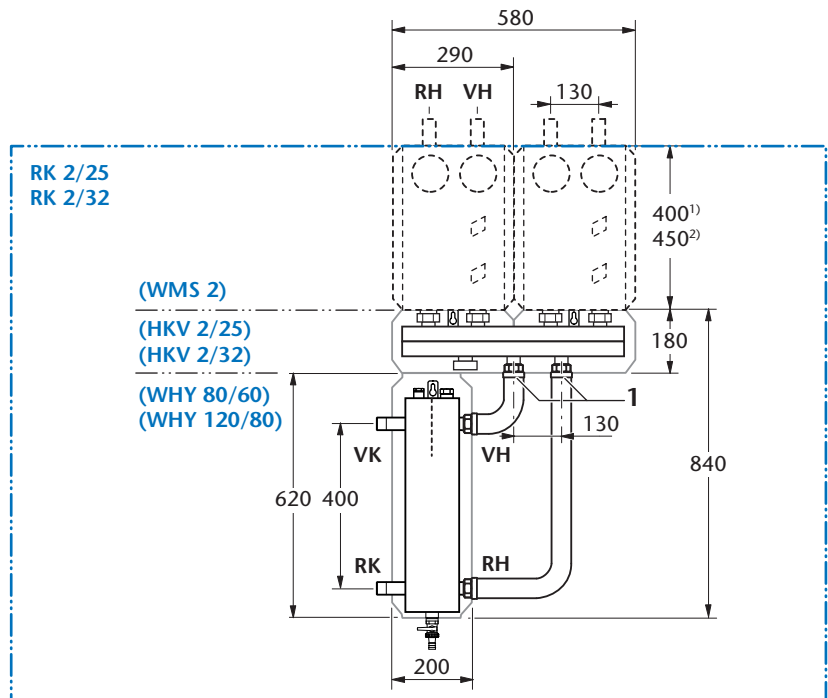 580
290
RH VH
130
RK 2/25
RK 2/32
400¹⁾
450²⁾
(WMS 2)
(HKV 2/25)
(HKV 2/32)
180
(WHY 80/60)
(WHY 120/80)
1
130
VK
VH
840
620
400
RK
RH
200